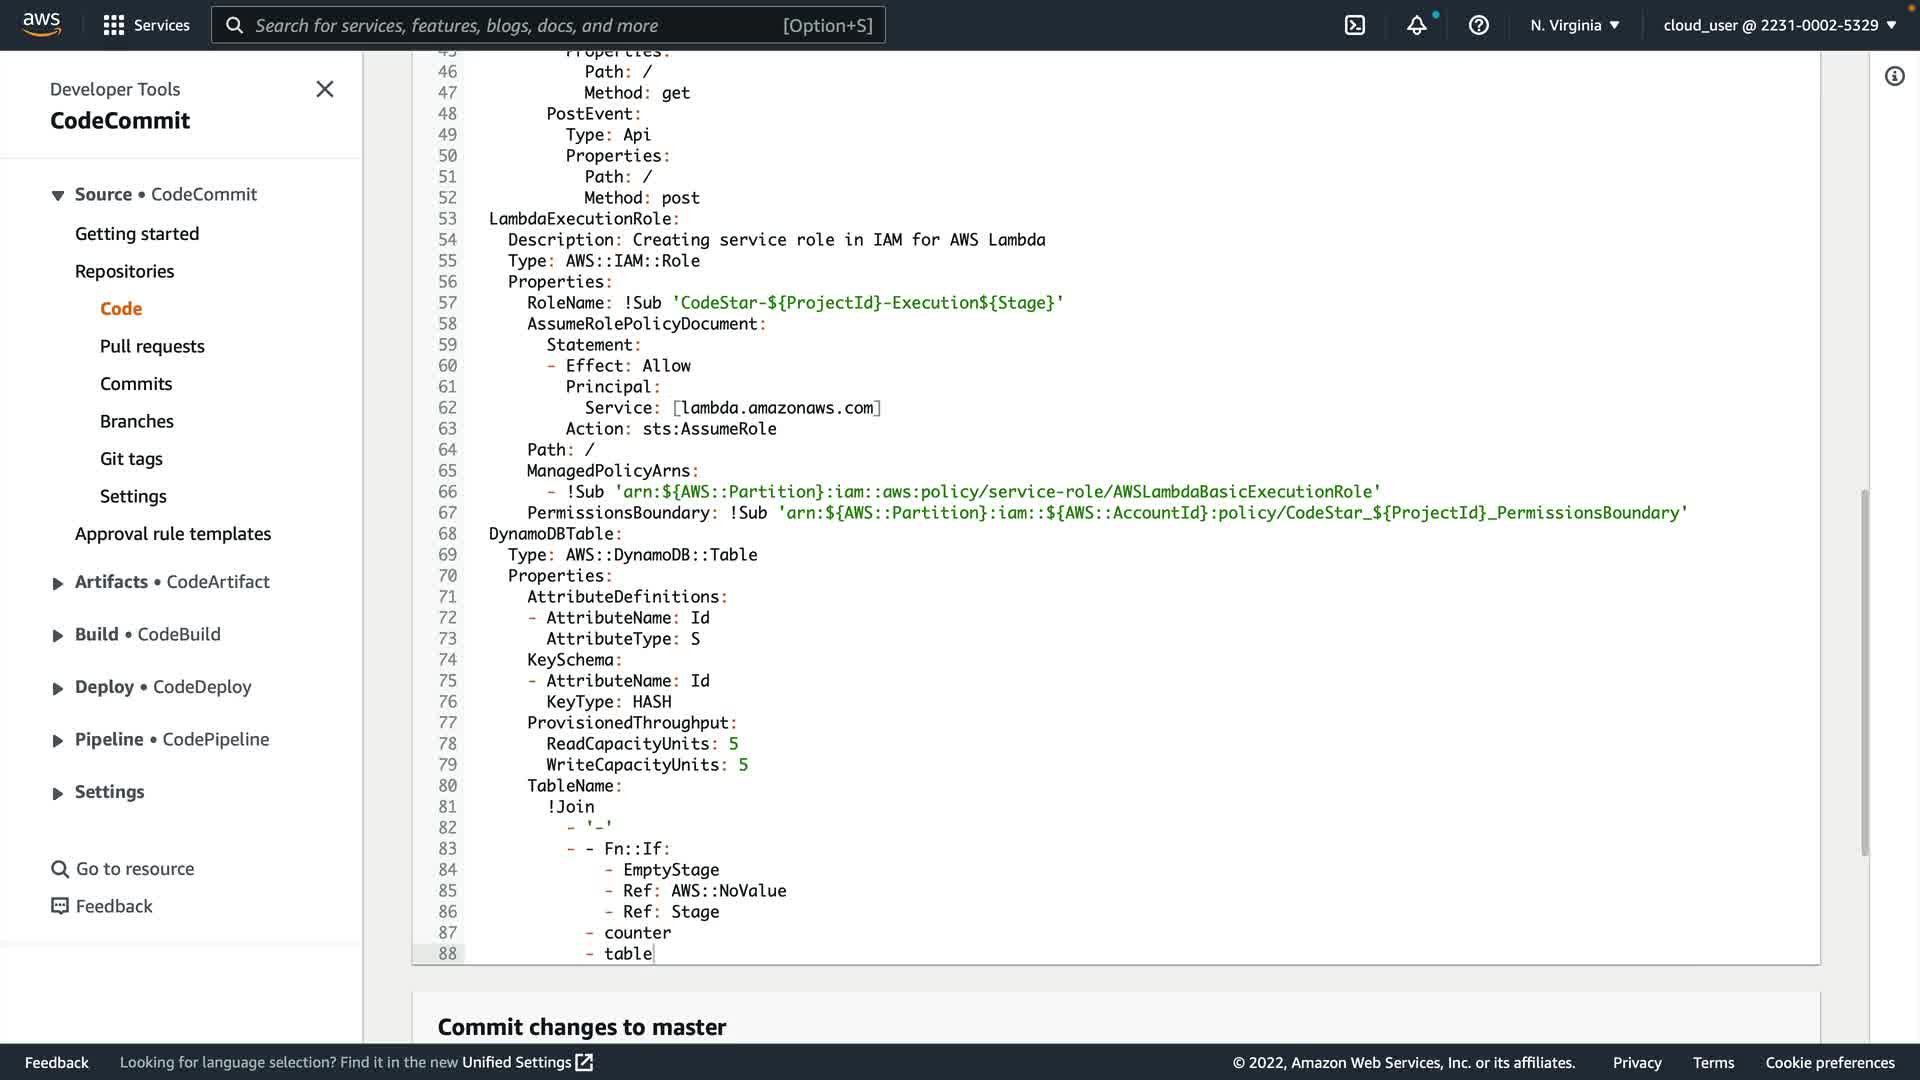 aws
Services
Search for services, features, blogs, docs, and more
[Option+S]
N. Virginia
cloud_user @ 2231-0002-5329
Developer Tools
CodeCommit
Source • CodeCommit
Getting started
Repositories
Code
Pull requests
Commits
Branches
Git tags
Settings
Approval rule templates
Artifacts • CodeArtifact
Build • CodeBuild
Deploy • CodeDeploy
Pipeline • CodePipeline
Settings
Go to resource
Feedback
45 Properties:
46 Path: /
47 Method: get
48 PostEvent:
49 Type: Api
50 Properties:
51 Path: /
52 Method: post
53 LambdaExecutionRole:
54 Description: Creating service role in IAM for AWS Lambda
55 Type: AWS::IAM::Role
56 Properties:
57 RoleName: !Sub 'CodeStar-${ProjectId}-Execution${Stage}'
58 AssumeRolePolicyDocument:
59 Statement:
60 - Effect: Allow
61 Principal:
62 Service: [lambda.amazonaws.com]
63 Action: sts:AssumeRole
64 Path: /
65 ManagedPolicyArns:
66 - !Sub 'arn:${AWS::Partition}:iam::aws:policy/service-role/AWSLambdaBasicExecutionRole'
67 PermissionsBoundary: !Sub 'arn:${AWS::Partition}:iam::${AWS::AccountId}:policy/CodeStar_${ProjectId}_PermissionsBoundary'
68 DynamoDBTable:
69 Type: AWS::DynamoDB::Table
70 Properties:
71 AttributeDefinitions:
72 - AttributeName: Id
73 AttributeType: S
74 KeySchema:
75 - AttributeName: Id
76 KeyType: HASH
77 ProvisionedThroughput:
78 ReadCapacityUnits: 5
79 WriteCapacityUnits: 5
80 TableName:
81 !Join
82 - '-'
83 - - Fn::If:
84 - EmptyStage
85 - Ref: AWS::NoValue
86 - Ref: Stage
87 - counter
88 - table
Commit changes to master
Feedback
Looking for language selection? Find it in the new Unified Settings
© 2022, Amazon Web Services, Inc. or its affiliates.
Privacy
Terms
Cookie preferences